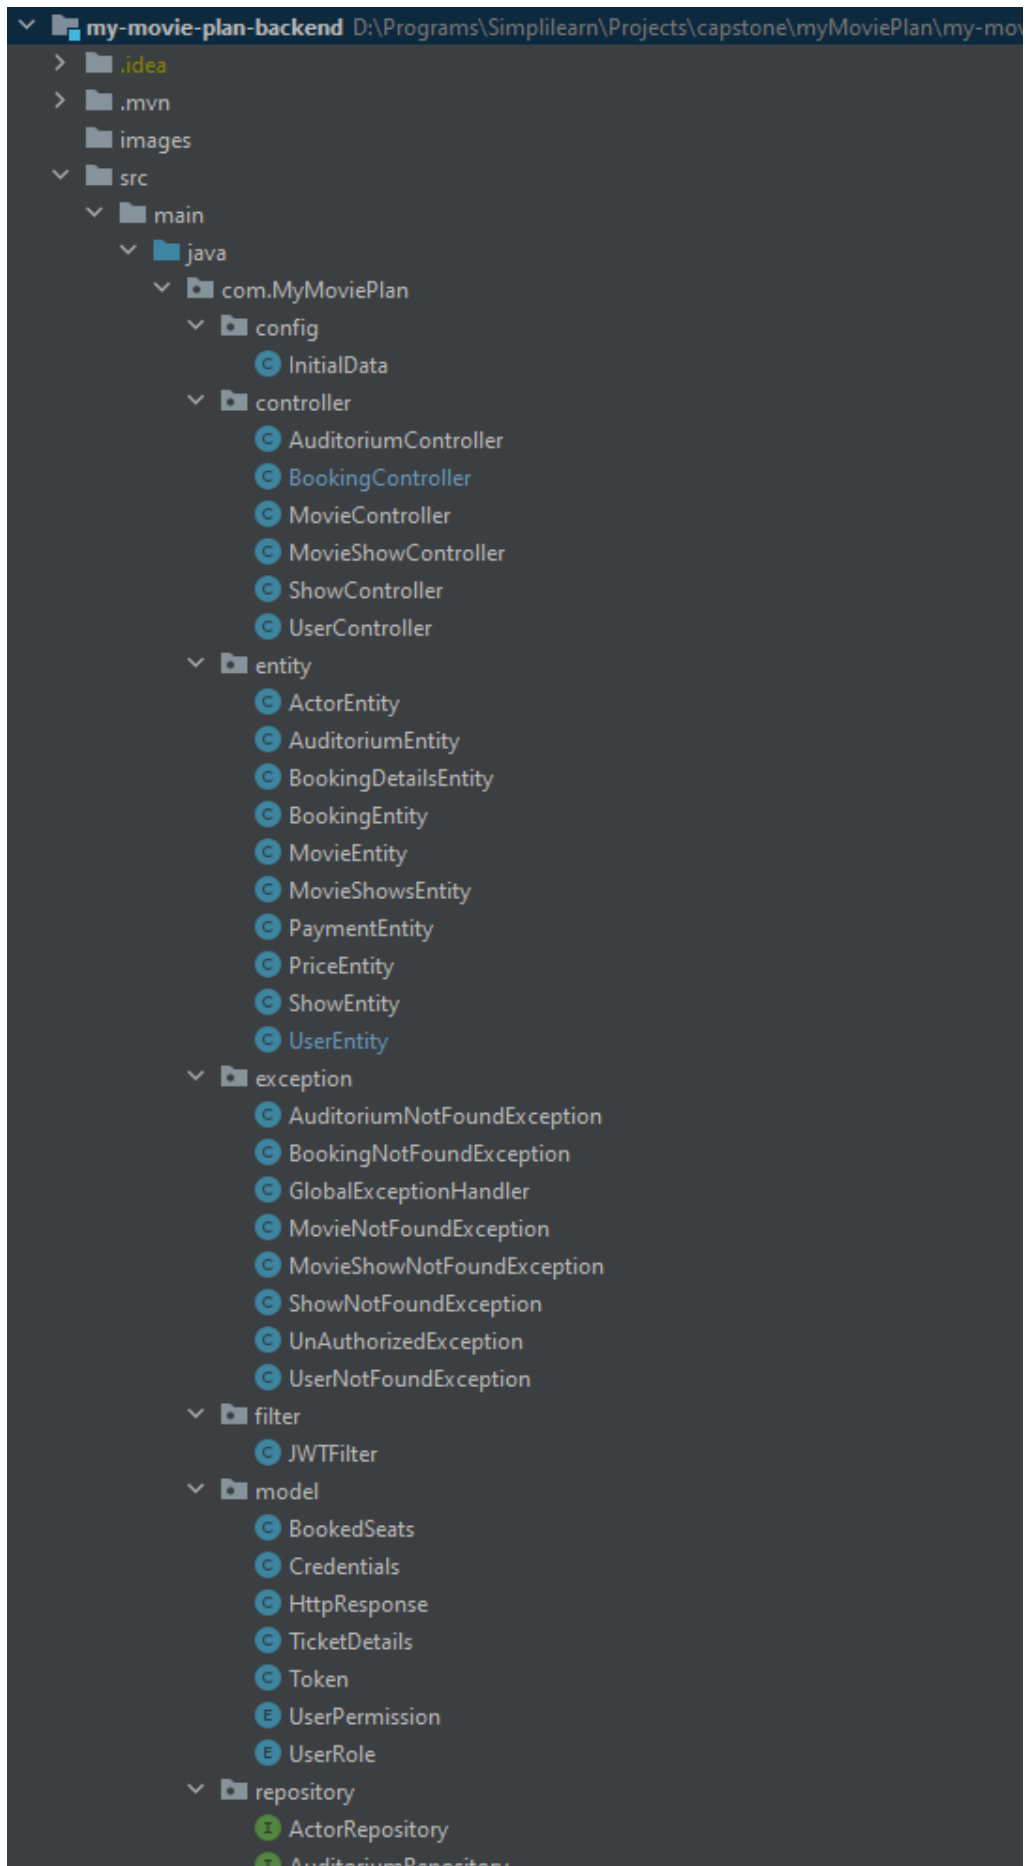 my-movie-plan-backend D:\Programs\Simplilearn\Projects\capstone\myMoviePlan\my-mov
.idea
.mvn
images
src
main
java
com.MyMoviePlan
config
InitialData
controller
AuditoriumController
BookingController
MovieController
MovieShowController
ShowController
UserController
entity
ActorEntity
AuditoriumEntity
BookingDetailsEntity
BookingEntity
MovieEntity
MovieShowsEntity
PaymentEntity
PriceEntity
ShowEntity
UserEntity
exception
AuditoriumNotFoundException
BookingNotFoundException
GlobalExceptionHandler
MovieNotFoundException
MovieShowNotFoundException
ShowNotFoundException
UnAuthorizedException
UserNotFoundException
filter
JWTFilter
model
BookedSeats
Credentials
HttpResponse
TicketDetails
Token
UserPermission
UserRole
repository
ActorRepository
AuditoriumRepository